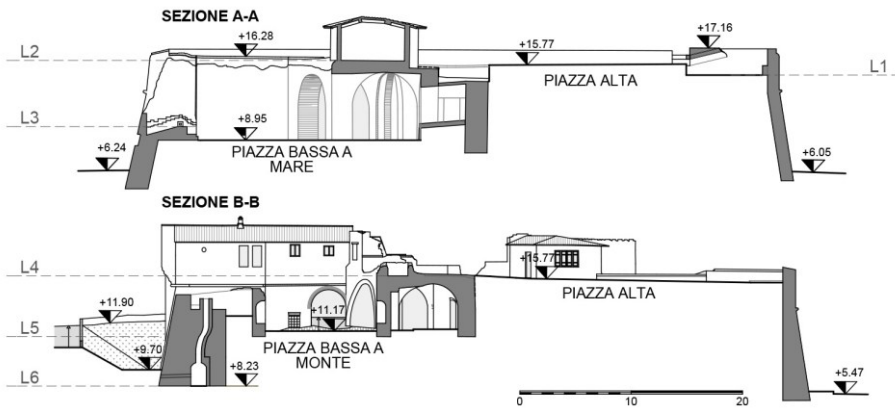 SEZIONE A-A
+16.28
+15.77
+17.16
L2
PIAZZA ALTA
L1
L3
+8.95
+6.24
PIAZZA BASSA A
MARE
+6.05
SEZIONE B-B
L4
+15.77
PIAZZA ALTA
+11.90
+11.17
L5
PIAZZA BASSA A
MONTE
+9.70
+8.23
L6
+5.47
0
10
20